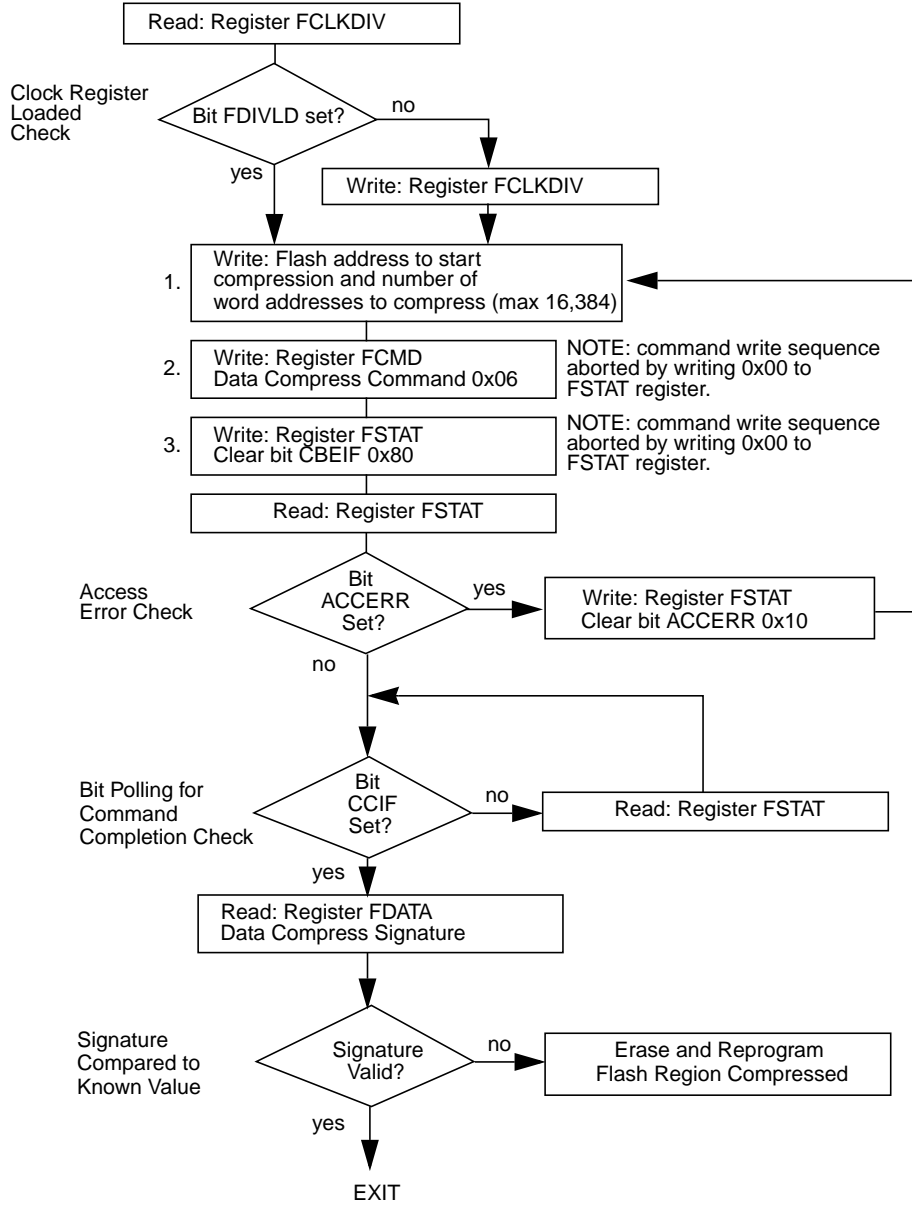 Read: Register FCLKDIV
Clock Register
Loaded
Check
Bit FDIVLD set?
no
yes
Write: Register FCLKDIV
1.
Write: Flash address to start
compression and number of
word addresses to compress (max 16,384)
2.
Write: Register FCMD
Data Compress Command 0x06
NOTE: command write sequence
aborted by writing 0x00 to
FSTAT register.
3.
Write: Register FSTAT
Clear bit CBEIF 0x80
NOTE: command write sequence
aborted by writing 0x00 to
FSTAT register.
Read: Register FSTAT
Access
Error Check
Bit
ACCERR
Set?
yes
Write: Register FSTAT
Clear bit ACCERR 0x10
no
Bit Polling for
Command
Completion Check
Bit
CCIF
Set?
no
Read: Register FSTAT
yes
Read: Register FDATA
Data Compress Signature
Signature
Compared to
Known Value
Signature
Valid?
no
Erase and Reprogram
Flash Region Compressed
yes
EXIT